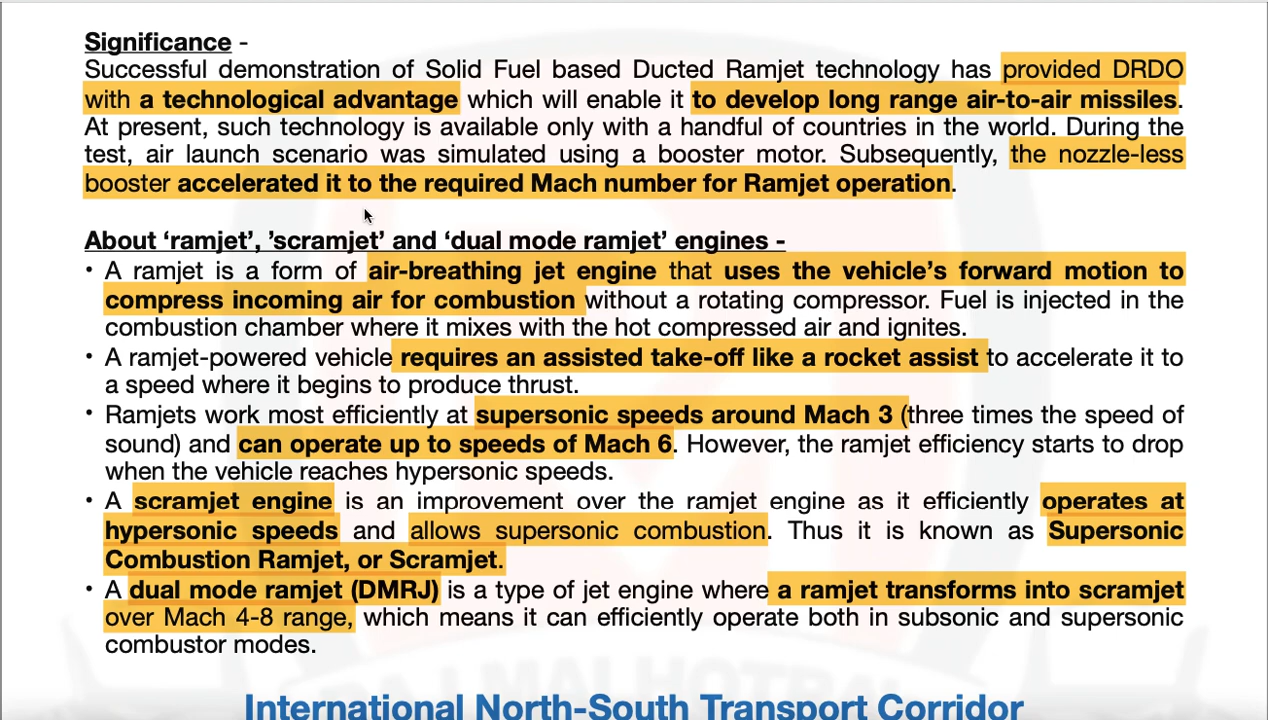 Significance -
Successful demonstration of Solid Fuel based Ducted Ramjet technology has provided DRDO
with a technological advantage which will enable it to develop long range air-to-air missiles.
At present, such technology is available only with a handful of countries in the world. During the
test, air launch scenario was simulated using a booster motor. Subsequently, the nozzle-less
booster accelerated it to the required Mach number for Ramjet operation.
About ‘ramjet’, ’scramjet’ and ‘dual mode ramjet’ engines -
• A ramjet is a form of air-breathing jet engine that uses the vehicle’s forward motion to
compress incoming air for combustion without a rotating compressor. Fuel is injected in the
combustion chamber where it mixes with the hot compressed air and ignites.
• A ramjet-powered vehicle requires an assisted take-off like a rocket assist to accelerate it to
a speed where it begins to produce thrust.
• Ramjets work most efficiently at supersonic speeds around Mach 3 (three times the speed of
sound) and can operate up to speeds of Mach 6. However, the ramjet efficiency starts to drop
when the vehicle reaches hypersonic speeds.
• A scramjet engine is an improvement over the ramjet engine as it efficiently operates at
hypersonic speeds and allows supersonic combustion. Thus it is known as Supersonic
Combustion Ramjet, or Scramjet.
• A dual mode ramjet (DMRJ) is a type of jet engine where a ramjet transforms into scramjet
over Mach 4-8 range, which means it can efficiently operate both in subsonic and supersonic
combustor modes.
International North-South Transport Corridor